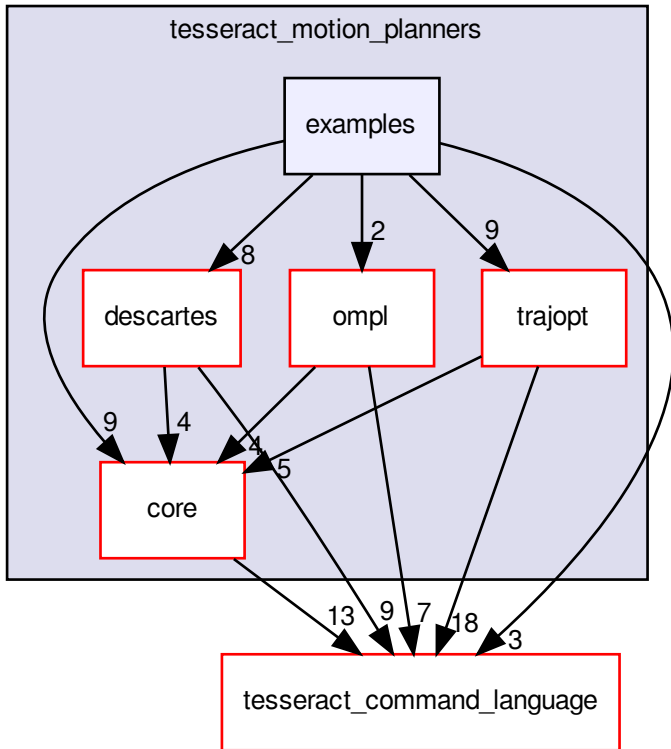 tesseract_motion_planners
examples
8
2
9
descartes
ompl
trajopt
9
4
4
5
core
13
9
7
18
3
tesseract_command_language